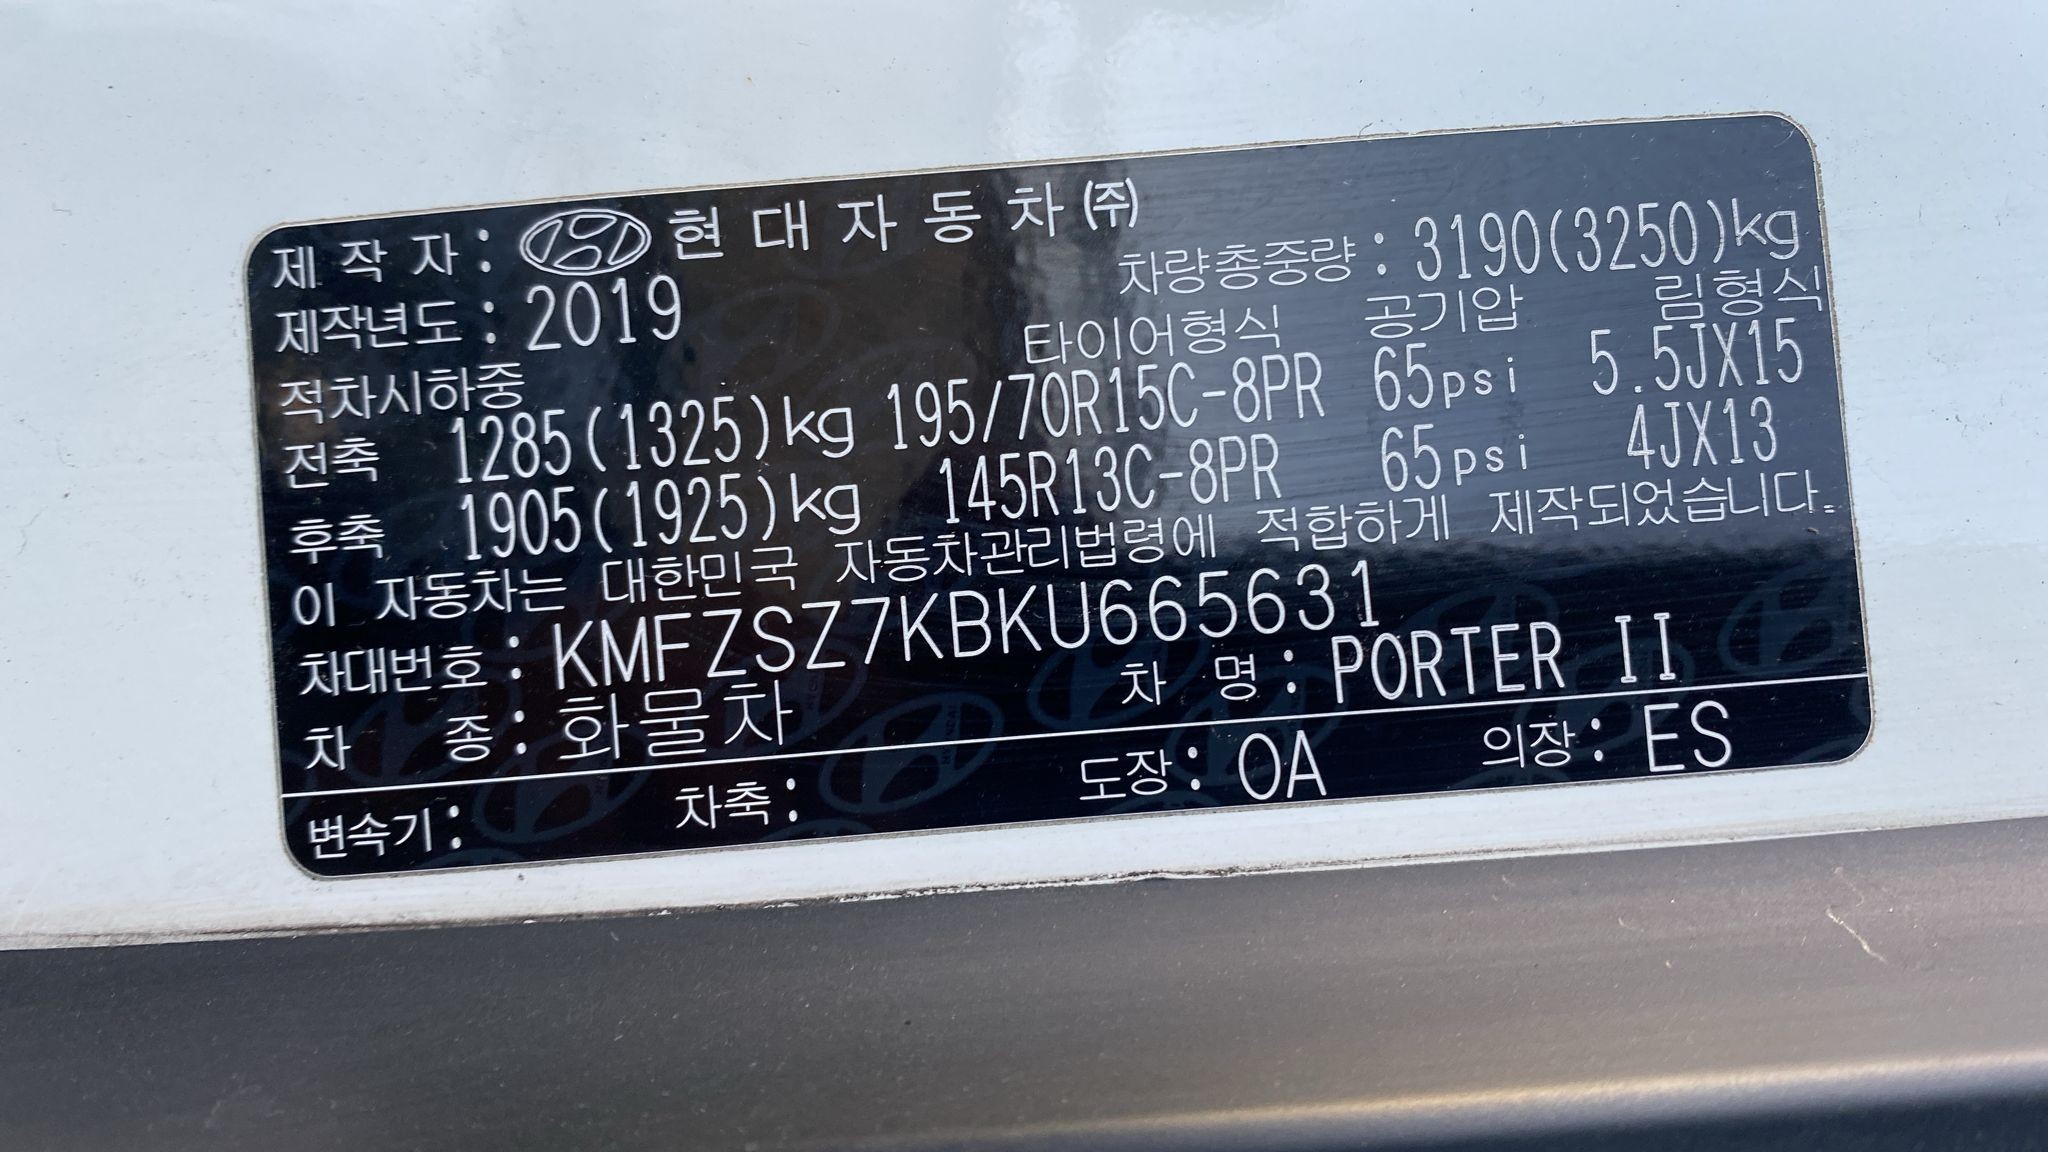 제작자 : 현대자동차㈜
제작년도 : 2019 차량총중량 : 3190(3250)kg
적차시하중 타이어형식 공기압 림형식
전축 1285(1325)kg 195/70R15C-8PR 65psi 5.5JX15
후축 1905(1925)kg 145R13C-8PR 65psi 4JX13
이 자동차는 대한민국 자동차관리법령에 적합하게 제작되었습니다.
차대번호 : KMFZSZ7KBKU665631
차 종 : 화물차 차 명 : PORTER II
변속기 : 차축 : 도장 : OA 의장 : ES